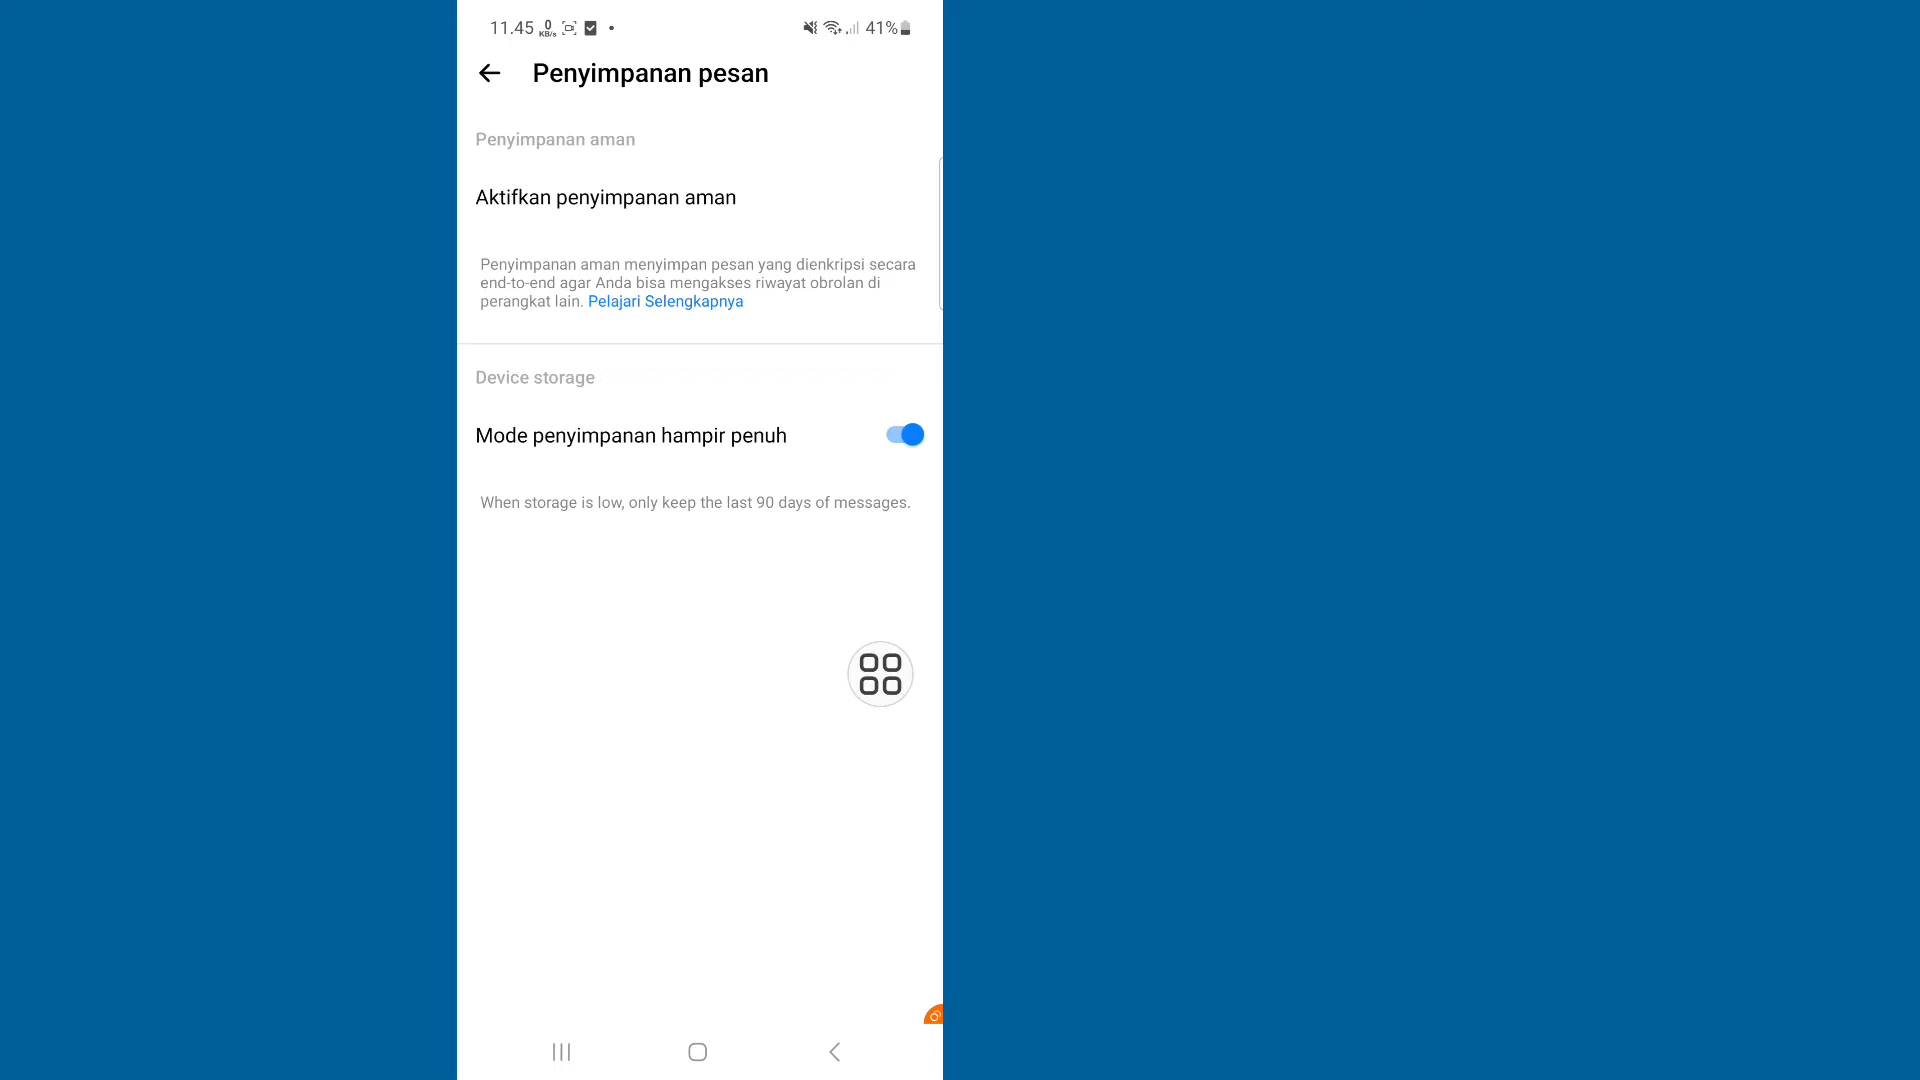 11.45 0 KB/s 41%
Penyimpanan pesan
Penyimpanan aman
Aktifkan penyimpanan aman
Penyimpanan aman menyimpan pesan yang dienkripsi secara
end-to-end agar Anda bisa mengakses riwayat obrolan di
perangkat lain. Pelajari Selengkapnya
Device storage
Mode penyimpanan hampir penuh
When storage is low, only keep the last 90 days of messages.